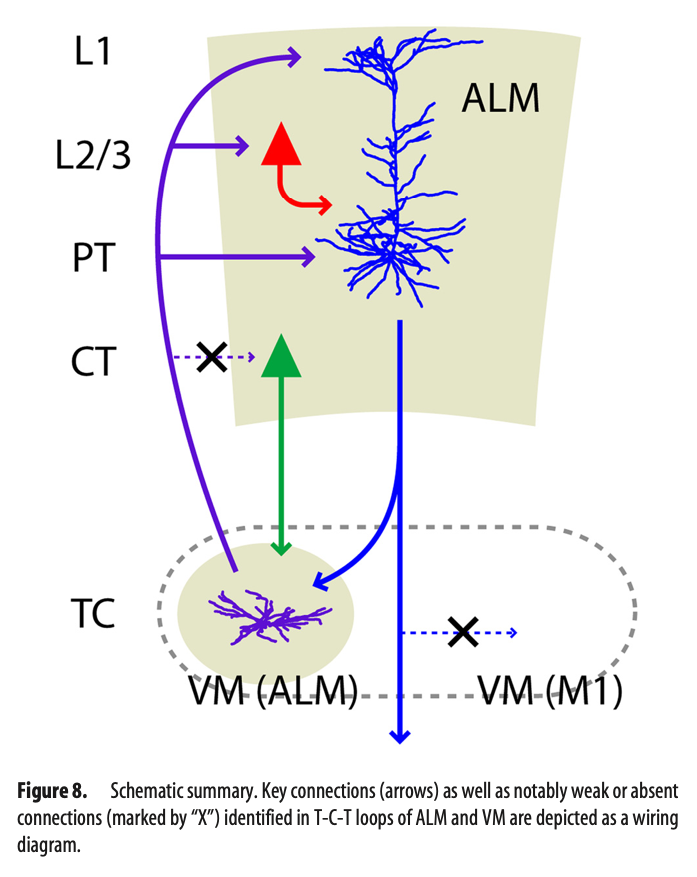 L1
ALM
L2/3
PT
CT
X
TC
X
VM (ALM)
VM (M1)
Figure 8. Schematic summary. Key connections (arrows) as well as notably weak or absent
connections (marked by “X”) identified in T-C-T loops of ALM and VM are depicted as a wiring
diagram.